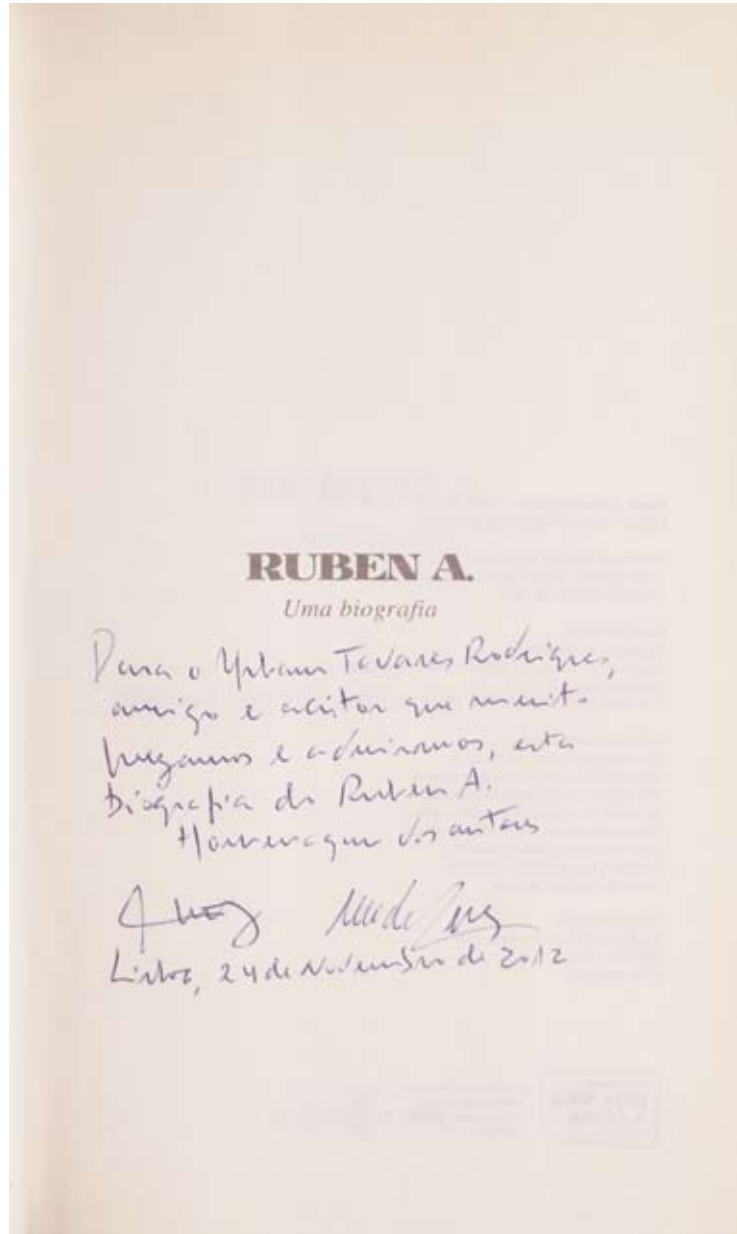 RUBEN A.
Uma biografia
Para o Urbano Tavares Rodrigues,
amigo e escritor que muito
prezamos e admiramos, esta
biografia de Ruben A.
Homenagem dos autores
Lisboa, 24 de Novembro de 2012